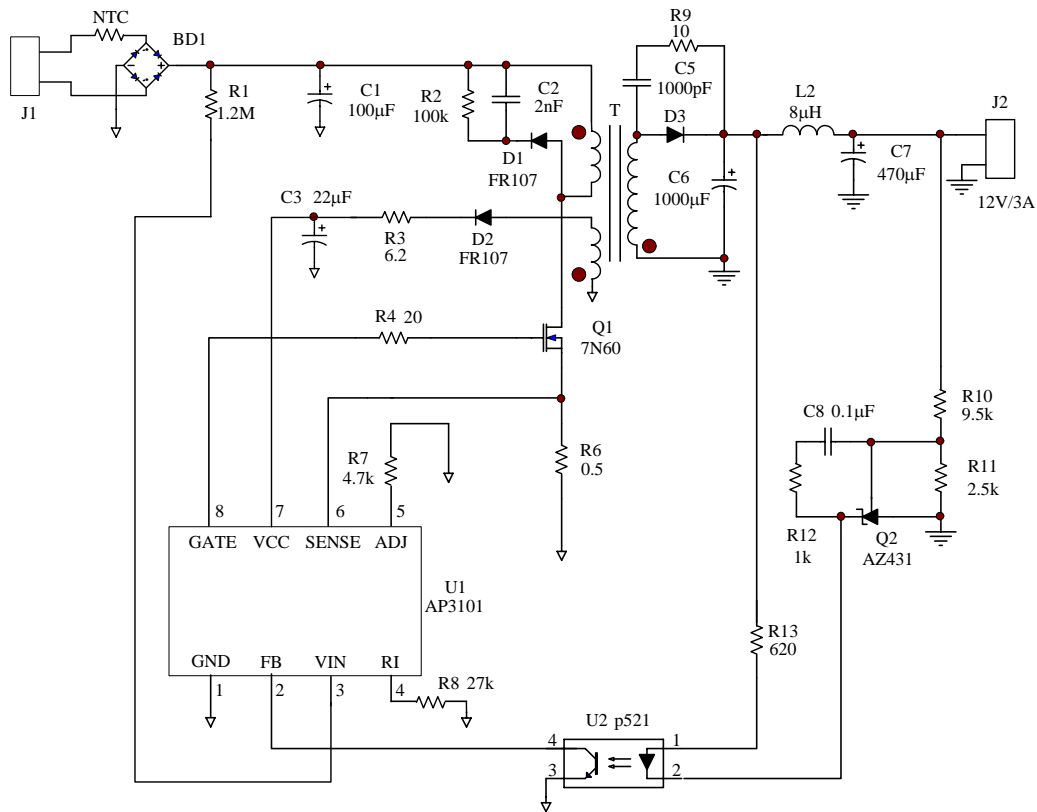 NTC
BD1
J1
R1
1.2M
C1
100μF
R2
100k
C2
2nF
D1
FR107
T
R9
10
C5
1000pF
D3
C6
1000μF
L2
8μH
C7
470μF
J2
12V/3A
C3 22μF
R3
6.2
D2
FR107
R4 20
Q1
7N60
R6
0.5
R7
4.7k
R10
9.5k
C8 0.1μF
R11
2.5k
R12
1k
Q2
AZ431
8 7 6 5
GATE VCC SENSE ADJ
U1
AP3101
GND FB VIN RI
1 2 3 4
R8 27k
R13
620
U2 p521
4 1
3 2